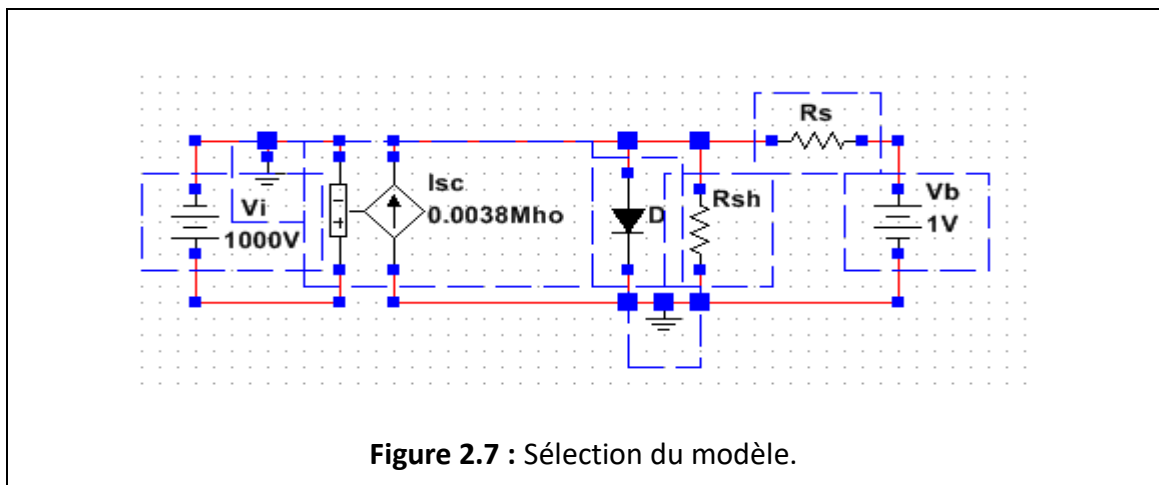 Rs
Isc
0.0038Mho
Vi
1000V
D
Rsh
Vb
1V
Figure 2.7 : Sélection du modèle.